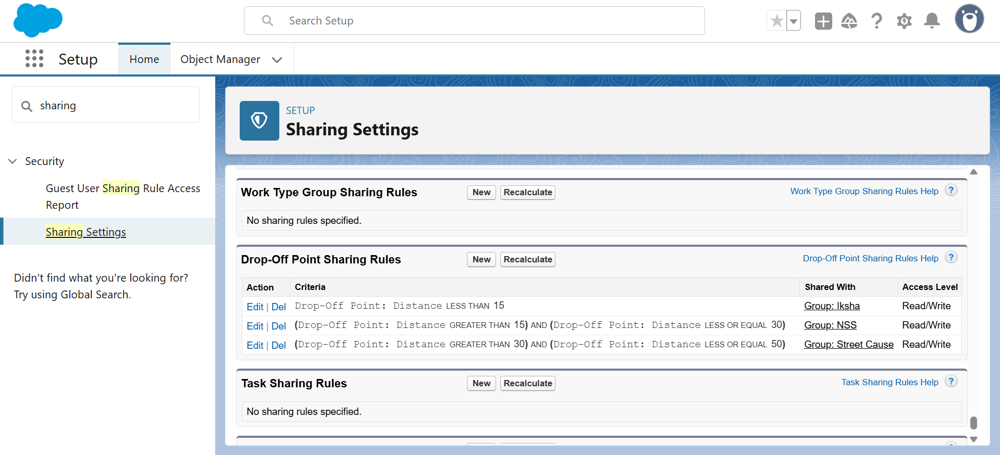 Search Setup
Setup
Home
Object Manager
sharing
Security
Guest User Sharing Rule Access
Report
Sharing Settings
Didn't find what you're looking for?
Try using Global Search.
SETUP
Sharing Settings
Work Type Group Sharing Rules New Recalculate Work Type Group Sharing Rules Help ?
No sharing rules specified.
Drop-Off Point Sharing Rules New Recalculate Drop-Off Point Sharing Rules Help ?
Action Criteria Shared With Access Level
Edit | Del Drop-Off Point: Distance LESS THAN 15 Group: Iksha Read/Write
Edit | Del (Drop-Off Point: Distance GREATER THAN 15) AND (Drop-Off Point: Distance LESS OR EQUAL 30) Group: NSS Read/Write
Edit | Del (Drop-Off Point: Distance GREATER THAN 30) AND (Drop-Off Point: Distance LESS OR EQUAL 50) Group: Street Cause Read/Write
Task Sharing Rules New Recalculate Task Sharing Rules Help ?
No sharing rules specified.